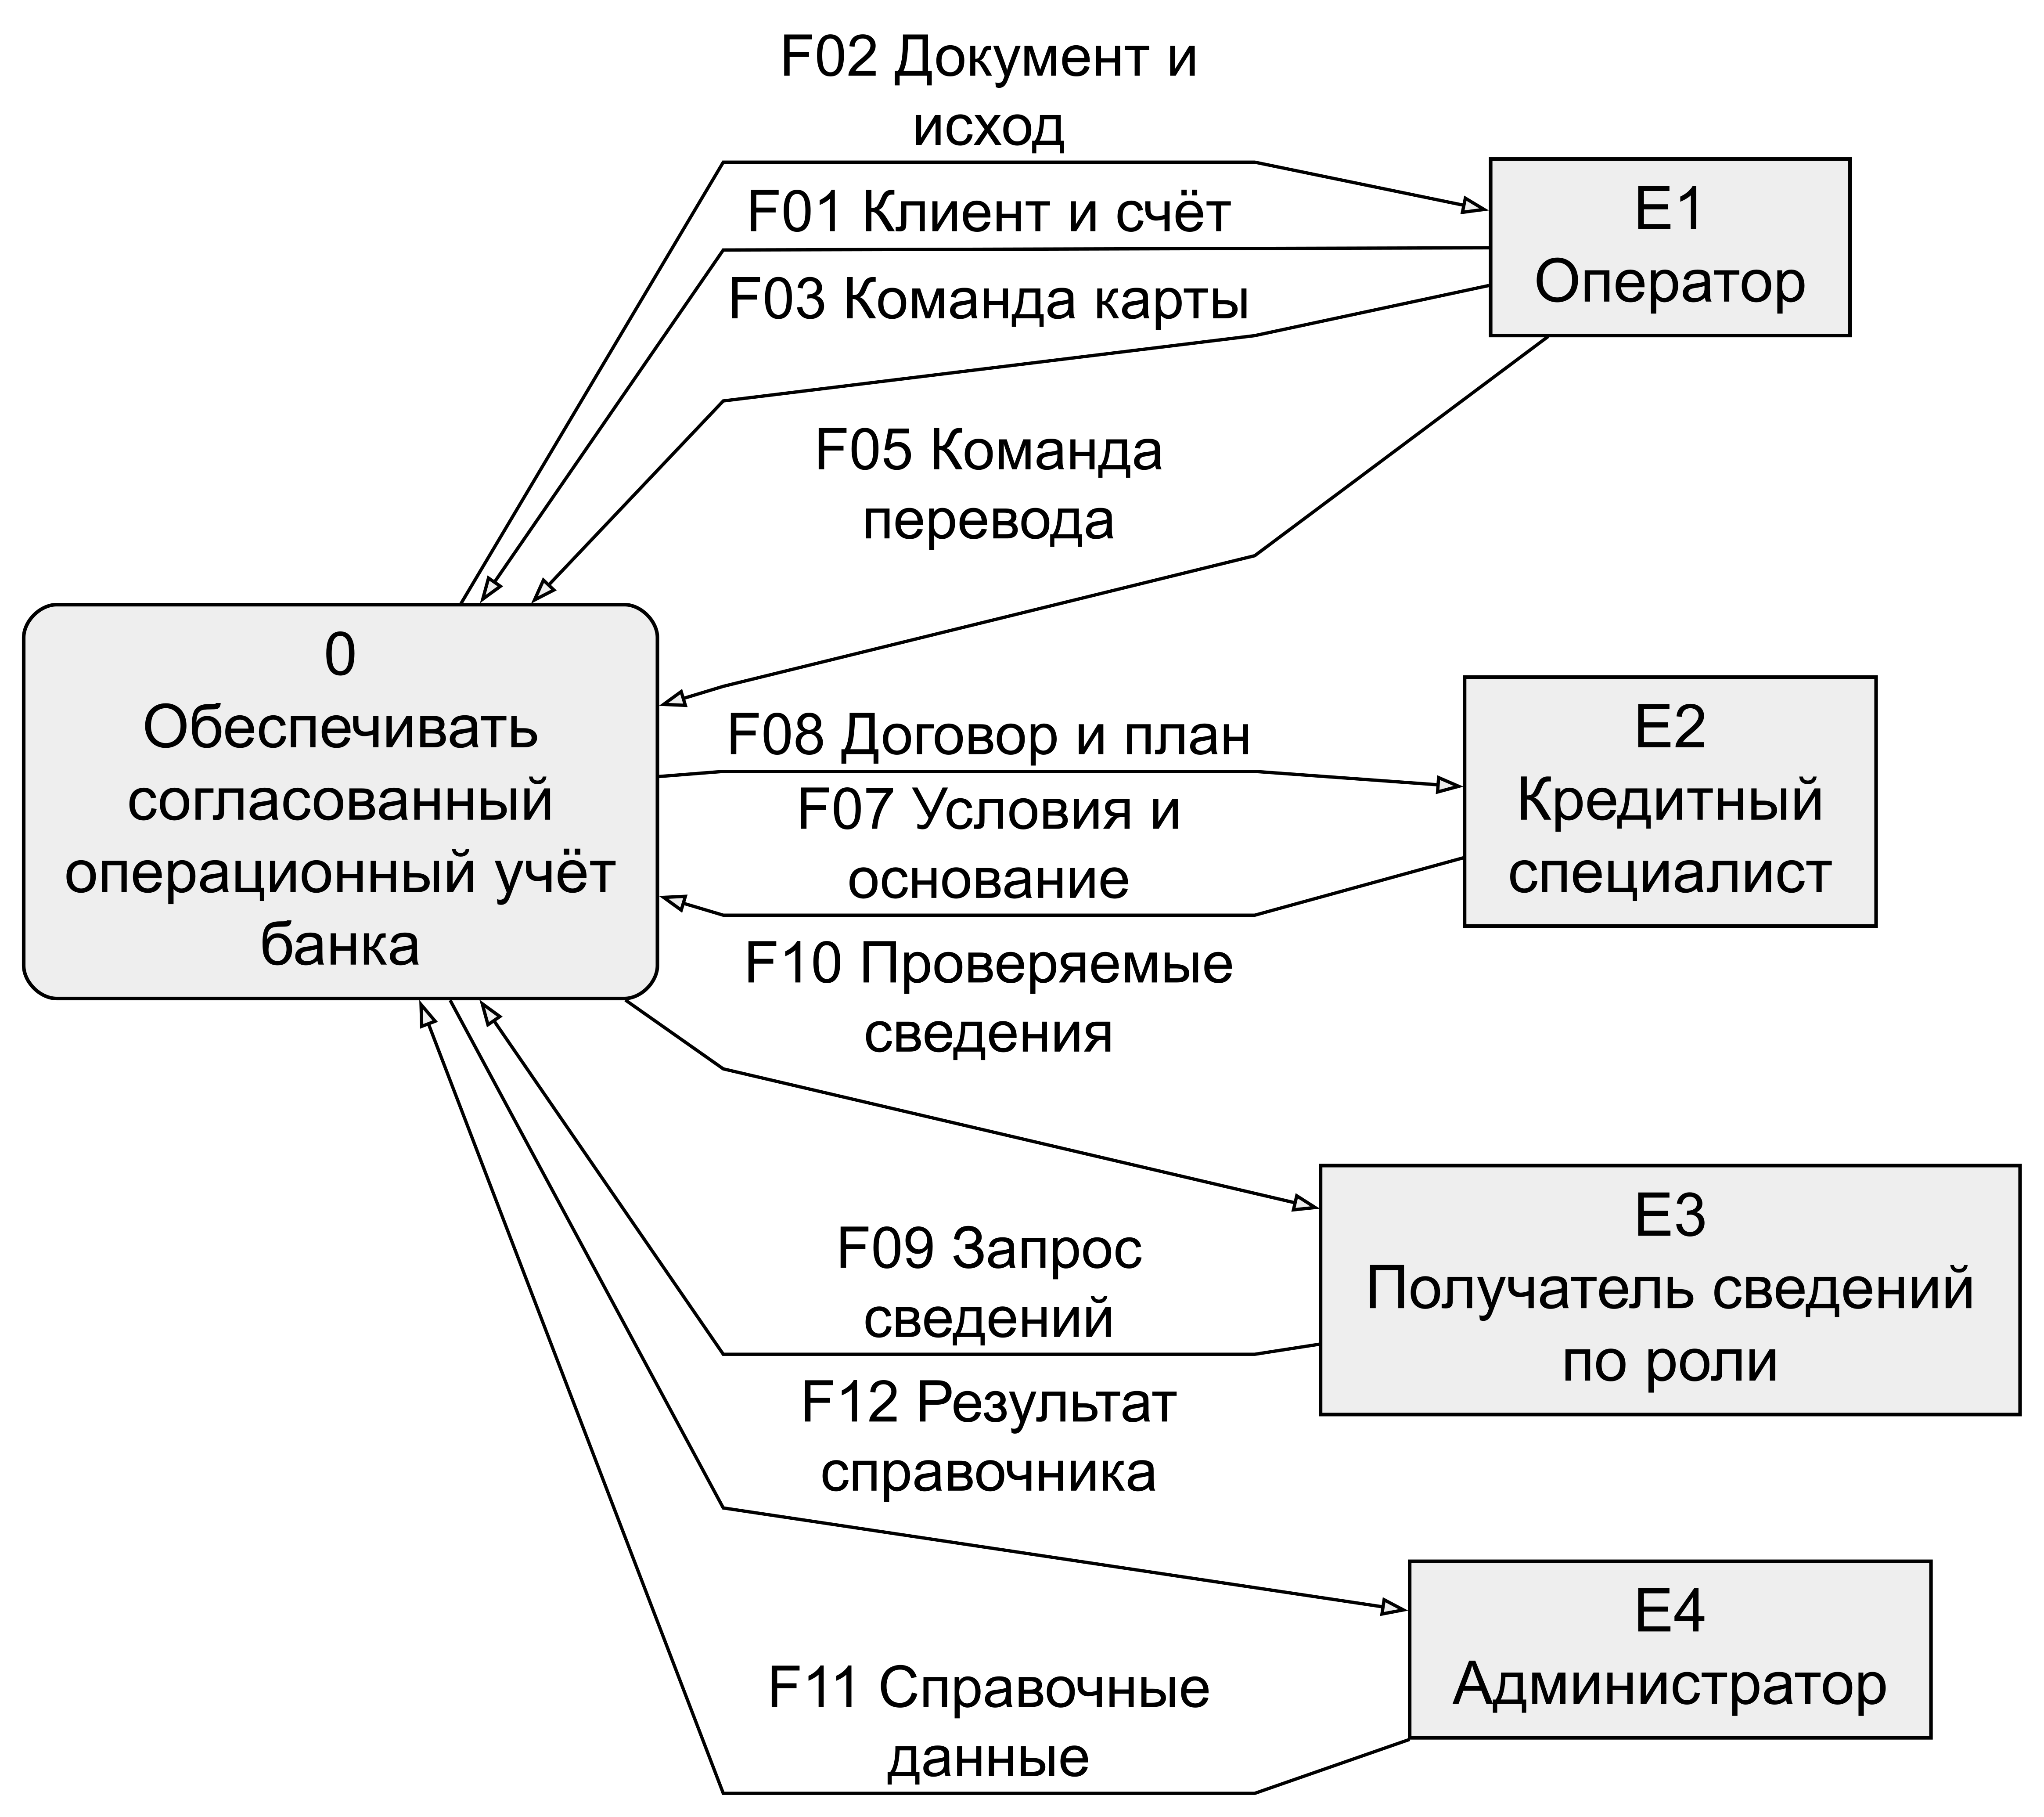 F02 Документ и
исход
F01 Клиент и счёт
F03 Команда карты
E1
Оператор
F05 Команда
перевода
0
Обеспечивать
согласованный
операционный учёт
банка
F08 Договор и план
F07 Условия и
основание
E2
Кредитный
специалист
F10 Проверяемые
сведения
F09 Запрос
сведений
E3
Получатель сведений
по роли
F12 Результат
справочника
E4
Администратор
F11 Справочные
данные